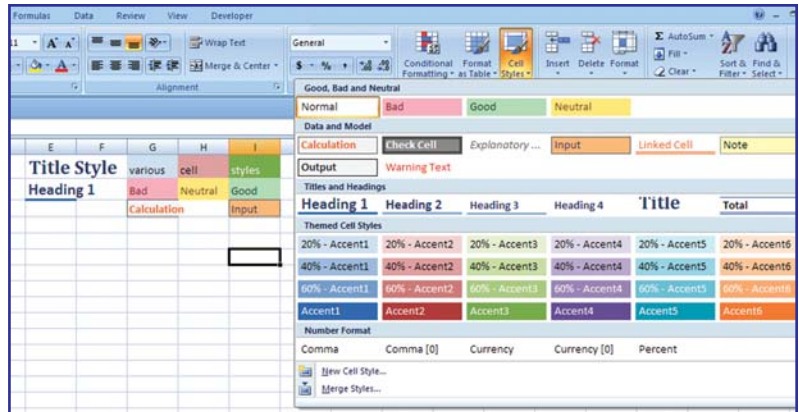 Formulas Data Review View Developer
11 A A Wrap Text General Σ AutoSum
Fill
A Merge & Center $ % , Conditional Formatting Format as Table Cell Styles Insert Delete Format Clear Sort & Filter Find & Select
Alignment
Good, Bad and Neutral
Normal Bad Good Neutral
Data and Model
Calculation Check Cell Explanatory ... Input Linked Cell Note
Output Warning Text
Titles and Headings
Heading 1 Heading 2 Heading 3 Heading 4 Title Total
Themed Cell Styles
20% - Accent1 20% - Accent2 20% - Accent3 20% - Accent4 20% - Accent5 20% - Accent6
40% - Accent1 40% - Accent2 40% - Accent3 40% - Accent4 40% - Accent5 40% - Accent6
60% - Accent1 60% - Accent2 60% - Accent3 60% - Accent4 60% - Accent5 60% - Accent6
Accent1 Accent2 Accent3 Accent4 Accent5 Accent6
Number Format
Comma Comma [0] Currency Currency [0] Percent
New Cell Style...
Merge Styles...
E F G H I
Title Style various cell styles
Heading 1 Bad Neutral Good
Calculation Input